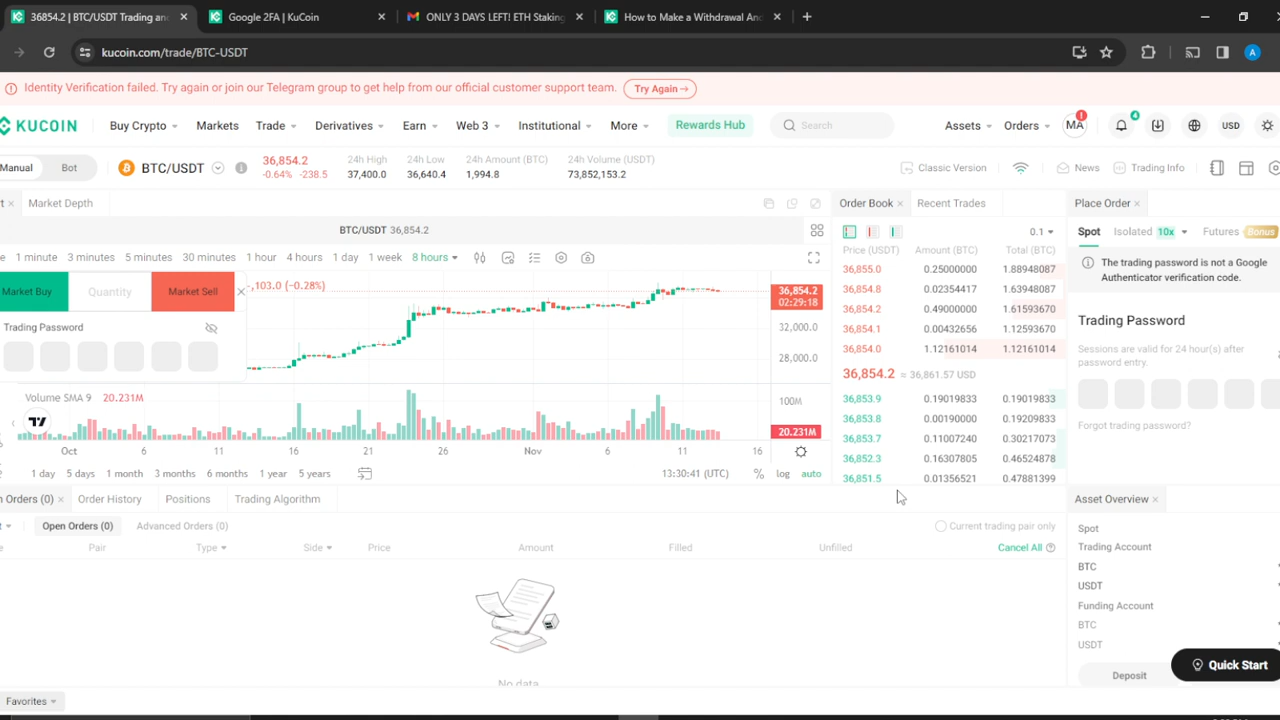 36854.2 | BTC/USDT Trading and
Google 2FA | KuCoin
ONLY 3 DAYS LEFT! ETH Staking
How to Make a Withdrawal And
kucoin.com/trade/BTC-USDT
A
Identity Verification failed. Try again or join our Telegram group to get help from our official customer support team.
Try Again
KUCOIN
Buy Crypto
Markets
Trade
Derivatives
Earn
Web 3
Institutional
More
Rewards Hub
Search
Assets
Orders
MA
1
4
USD
Manual
Bot
BTC/USDT
36,854.2
-0.64% -238.5
24h High
37,400.0
24h Low
36,640.4
24h Amount (BTC)
1,994.8
24h Volume (USDT)
73,852,153.2
Classic Version
News
Trading Info
Market Depth
Order Book
Recent Trades
Place Order
BTC/USDT 36,854.2
1 minute
3 minutes
5 minutes
30 minutes
1 hour
4 hours
1 day
1 week
8 hours
Market Buy
Quantity
Market Sell
,103.0 (−0.28%)
Trading Password
36,854.2
02:29:18
32,000.0
28,000.0
Volume SMA 9 20.231M
100M
20.231M
Oct
6
11
16
21
26
Nov
6
11
16
1 day
5 days
1 month
3 months
6 months
1 year
5 years
13:30:41 (UTC)
%
log
auto
0.1
Price (USDT)
Amount (BTC)
Total (BTC)
36,855.0 0.25000000 1.88948087
36,854.8 0.02354417 1.63948087
36,854.2 0.49000000 1.61593670
36,854.1 0.00432656 1.12593670
36,854.0 1.12161014 1.12161014
36,854.2 ≈ 36,861.57 USD
36,853.9 0.19019833 0.19019833
36,853.8 0.00190000 0.19209833
36,853.7 0.11007240 0.30217073
36,852.3 0.16307805 0.46524878
36,851.5 0.01356521 0.47881399
Spot
Isolated 10x
Futures
Bonus
The trading password is not a Google
Authenticator verification code.
Trading Password
Sessions are valid for 24 hour(s) after
password entry.
Forgot trading password?
Orders (0)
Order History
Positions
Trading Algorithm
Open Orders (0)
Advanced Orders (0)
Current trading pair only
Pair
Type
Side
Price
Amount
Filled
Unfilled
Cancel All
No data
Asset Overview
Spot
Trading Account
BTC
USDT
Funding Account
BTC
USDT
Deposit
Quick Start
Favorites